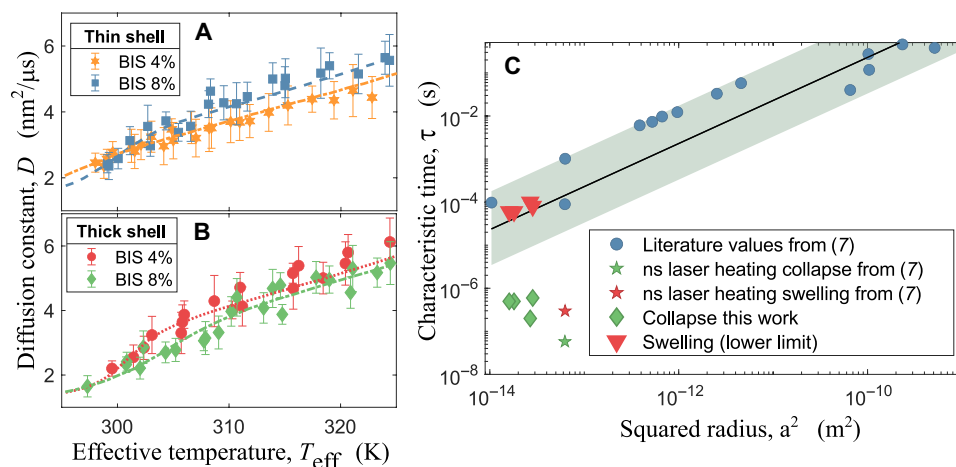 Thin shell
BIS 4%
BIS 8%
A
6
4
2
Thick shell
BIS 4%
BIS 8%
B
6
4
2
Diffusion constant, D (nm²/μs)
300
310
320
Effective temperature, T_eff (K)
C
10⁻²
10⁻⁴
10⁻⁶
10⁻⁸
Characteristic time, τ (s)
Literature values from (7)
ns laser heating collapse from (7)
ns laser heating swelling from (7)
Collapse this work
Swelling (lower limit)
10⁻¹⁴
10⁻¹²
10⁻¹⁰
Squared radius, a² (m²)